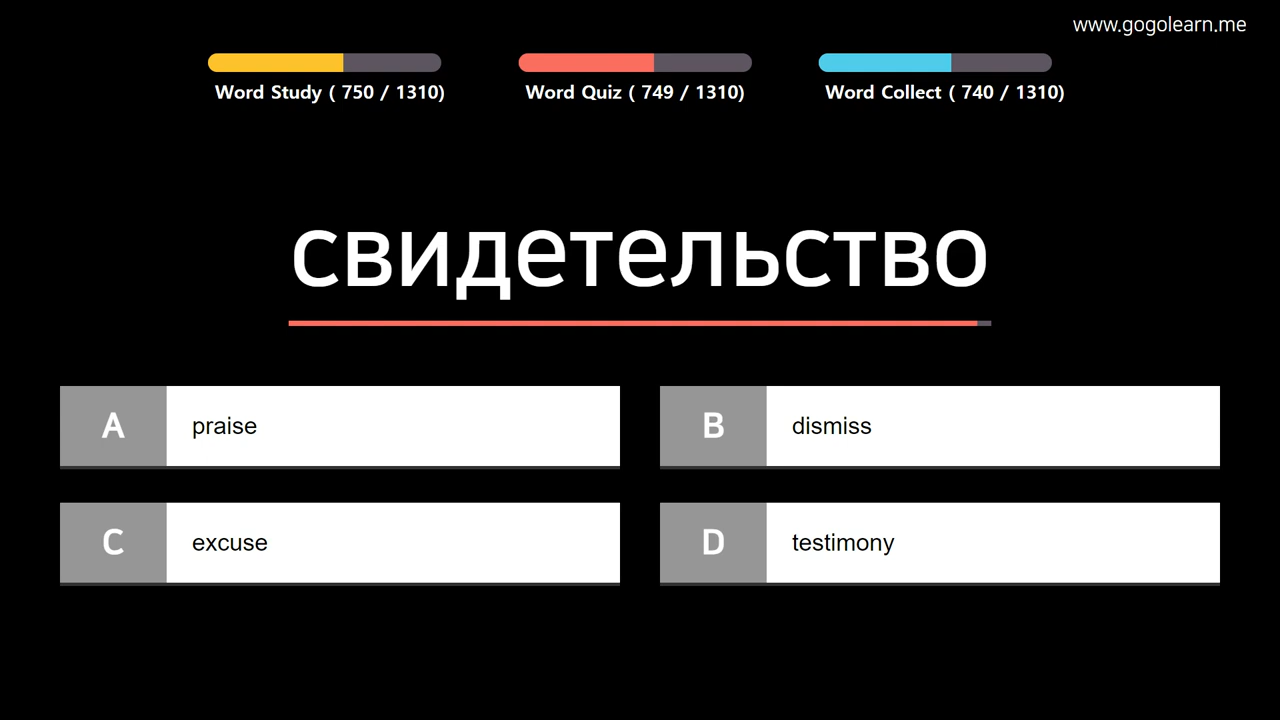 www.gogolearn.me
Word Study ( 750 / 1310)
Word Quiz ( 749 / 1310)
Word Collect ( 740 / 1310)
свидетельство
A praise
B dismiss
C excuse
D testimony